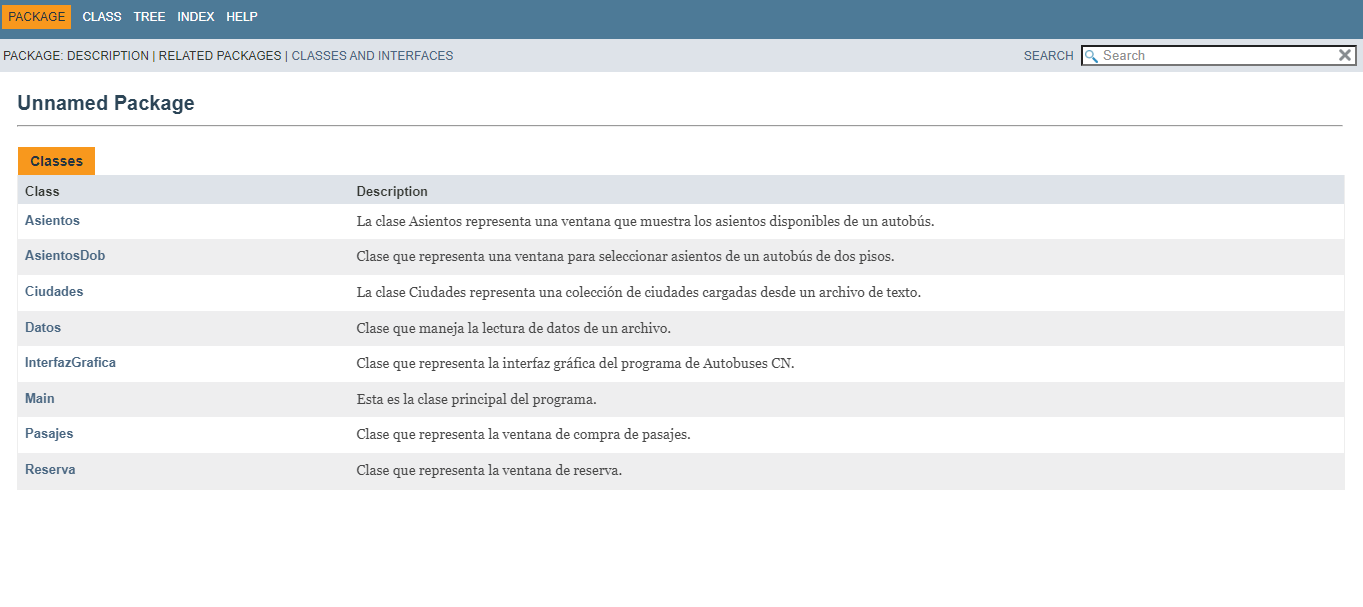 PACKAGE CLASS TREE INDEX HELP
PACKAGE: DESCRIPTION | RELATED PACKAGES | CLASSES AND INTERFACES SEARCH Search
Unnamed Package
Classes
Class Description
Asientos La clase Asientos representa una ventana que muestra los asientos disponibles de un autobús.
AsientosDob Clase que representa una ventana para seleccionar asientos de un autobús de dos pisos.
Ciudades La clase Ciudades representa una colección de ciudades cargadas desde un archivo de texto.
Datos Clase que maneja la lectura de datos de un archivo.
InterfazGrafica Clase que representa la interfaz gráfica del programa de Autobuses CN.
Main Esta es la clase principal del programa.
Pasajes Clase que representa la ventana de compra de pasajes.
Reserva Clase que representa la ventana de reserva.